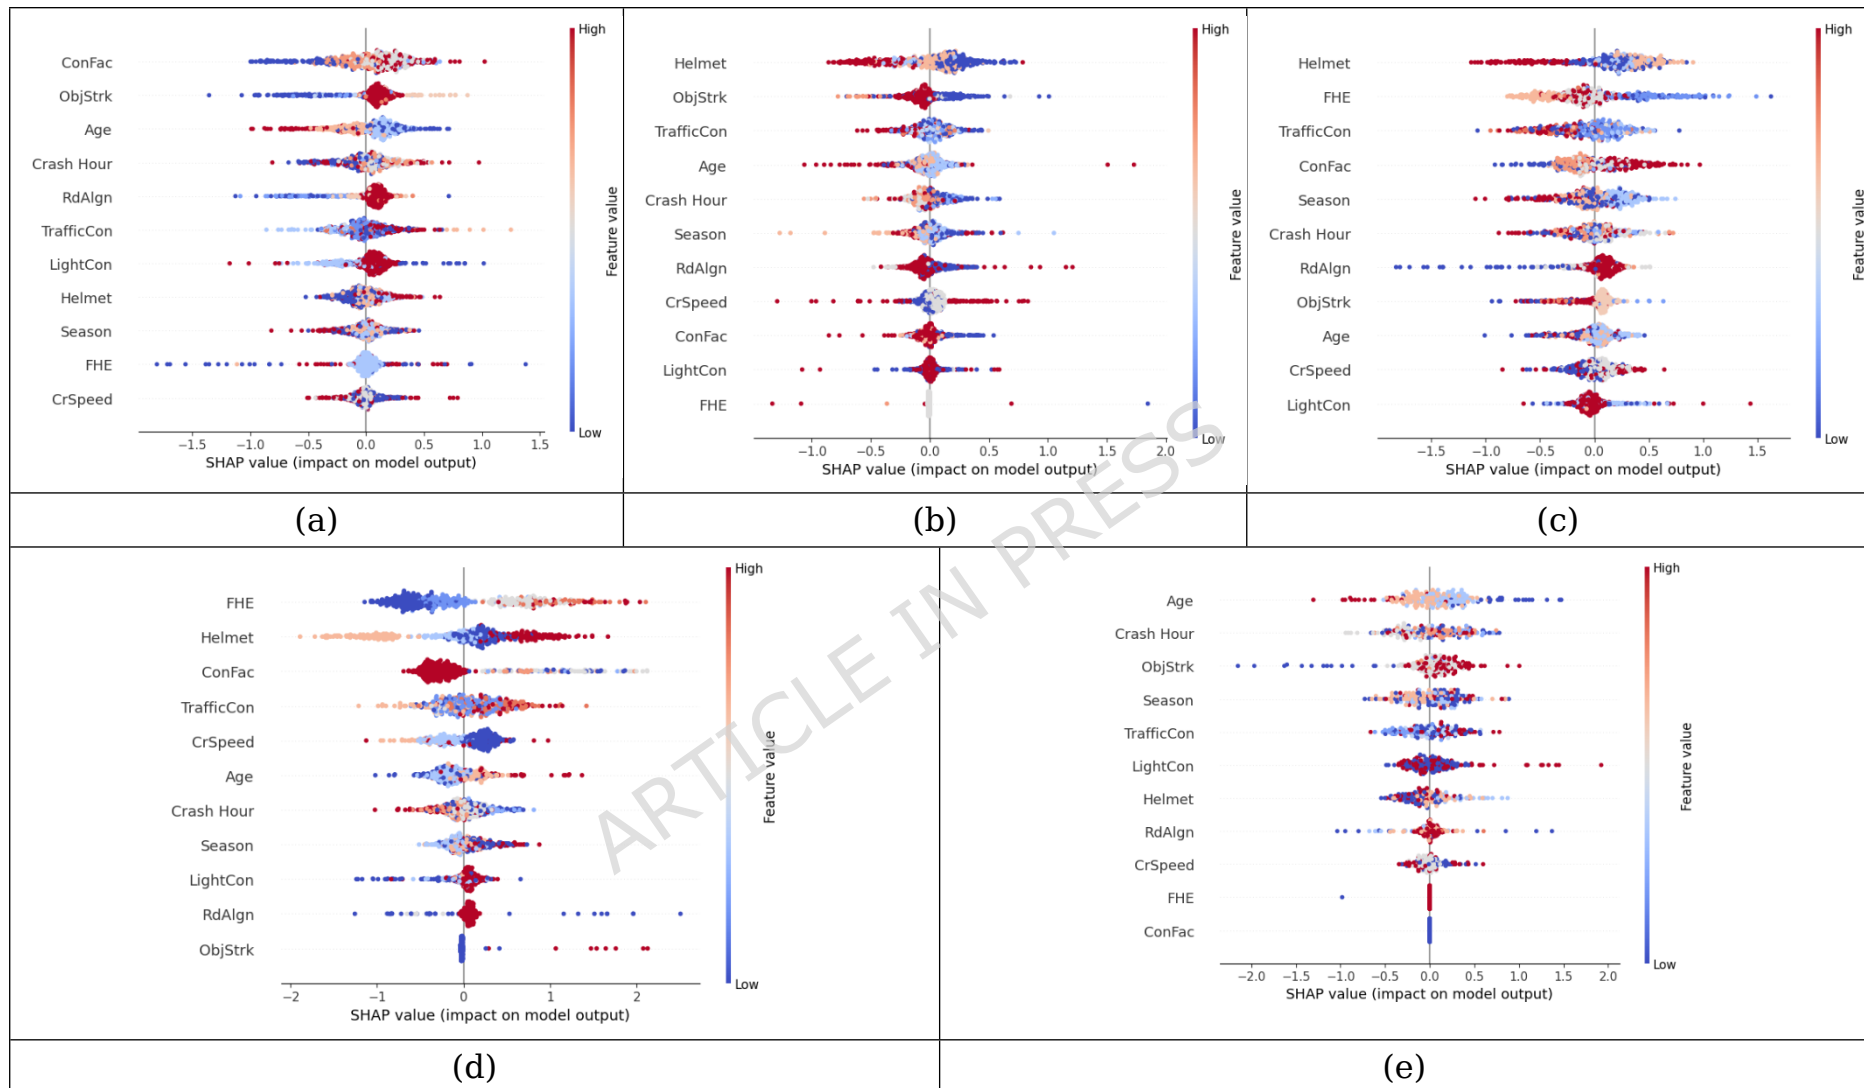 High
ConFac
ObjStrk
Age
Crash Hour
RdAlgn
TrafficCon
LightCon
Helmet
Season
FHE
CrSpeed
Feature value
Low
−1.5 −1.0 −0.5 0.0 0.5 1.0 1.5
SHAP value (impact on model output)
High
Helmet
ObjStrk
TrafficCon
Age
Crash Hour
Season
RdAlgn
CrSpeed
ConFac
LightCon
FHE
Feature value
Low
−1.0 −0.5 0.0 0.5 1.0 1.5 2.0
SHAP value (impact on model output)
High
Helmet
FHE
TrafficCon
ConFac
Season
Crash Hour
RdAlgn
ObjStrk
Age
CrSpeed
LightCon
Feature value
Low
−1.5 −1.0 −0.5 0.0 0.5 1.0 1.5
SHAP value (impact on model output)
(a)
(b)
(c)
High
FHE
Helmet
ConFac
TrafficCon
CrSpeed
Age
Crash Hour
Season
LightCon
RdAlgn
ObjStrk
Feature value
Low
−2 −1 0 1 2
SHAP value (impact on model output)
High
Age
Crash Hour
ObjStrk
Season
TrafficCon
LightCon
Helmet
RdAlgn
CrSpeed
FHE
ConFac
Feature value
Low
−2.0 −1.5 −1.0 −0.5 0.0 0.5 1.0 1.5 2.0
SHAP value (impact on model output)
(d)
(e)
ARTICLE IN PRESS